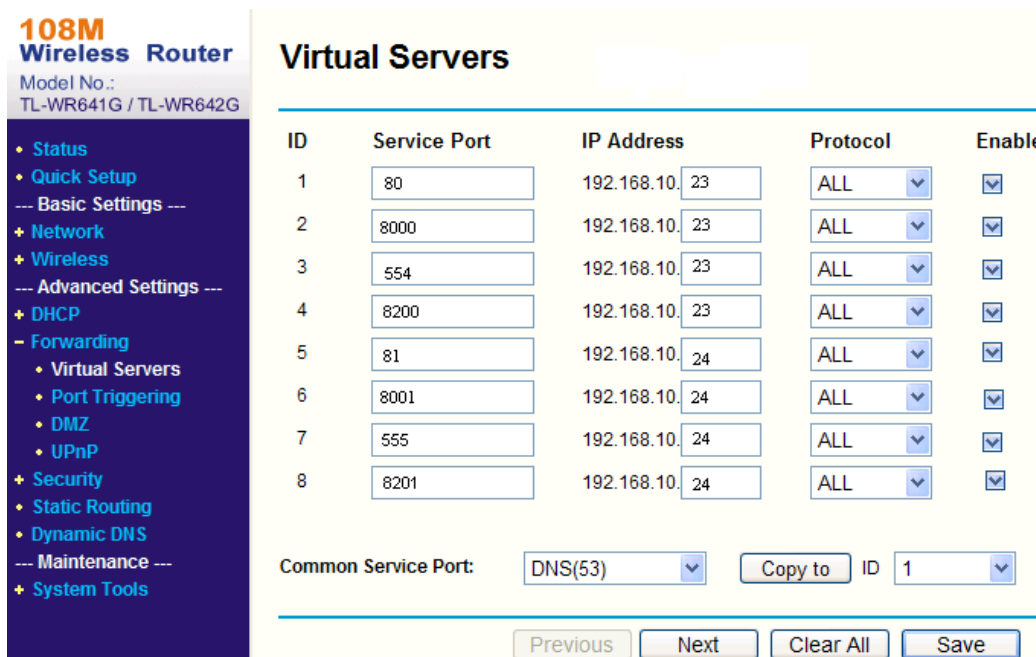 108M
Wireless Router
Model No.:
TL-WR641G / TL-WR642G
Status
Quick Setup
--- Basic Settings ---
+ Network
+ Wireless
--- Advanced Settings ---
+ DHCP
− Forwarding
Virtual Servers
Port Triggering
DMZ
UPnP
+ Security
Static Routing
Dynamic DNS
--- Maintenance ---
+ System Tools
Virtual Servers
ID Service Port IP Address Protocol Enable
1 80 192.168.10. 23 ALL
2 8000 192.168.10. 23 ALL
3 554 192.168.10. 23 ALL
4 8200 192.168.10. 23 ALL
5 81 192.168.10. 24 ALL
6 8001 192.168.10. 24 ALL
7 555 192.168.10. 24 ALL
8 8201 192.168.10. 24 ALL
Common Service Port: DNS(53) Copy to ID 1
Previous Next Clear All Save